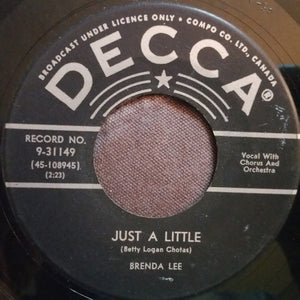 BROADCAST UNDER LICENCE ONLY • COMPO CO. LTD., CANADA
DECCA®
RECORD NO.
9-31149
(45-108945)
(2:23)
Vocal With
Chorus And
Orchestra
JUST A LITTLE
(Betty Logan Chotas)
BRENDA LEE